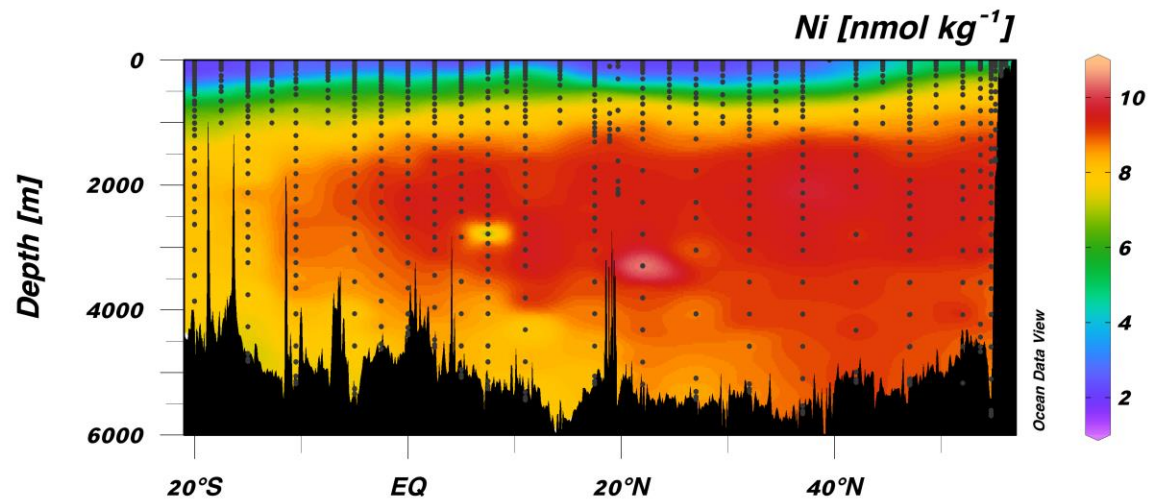 Ni [nmol kg⁻¹]
0
2000
4000
6000
Depth [m]
20°S
EQ
20°N
40°N
Ocean Data View
10
8
6
4
2